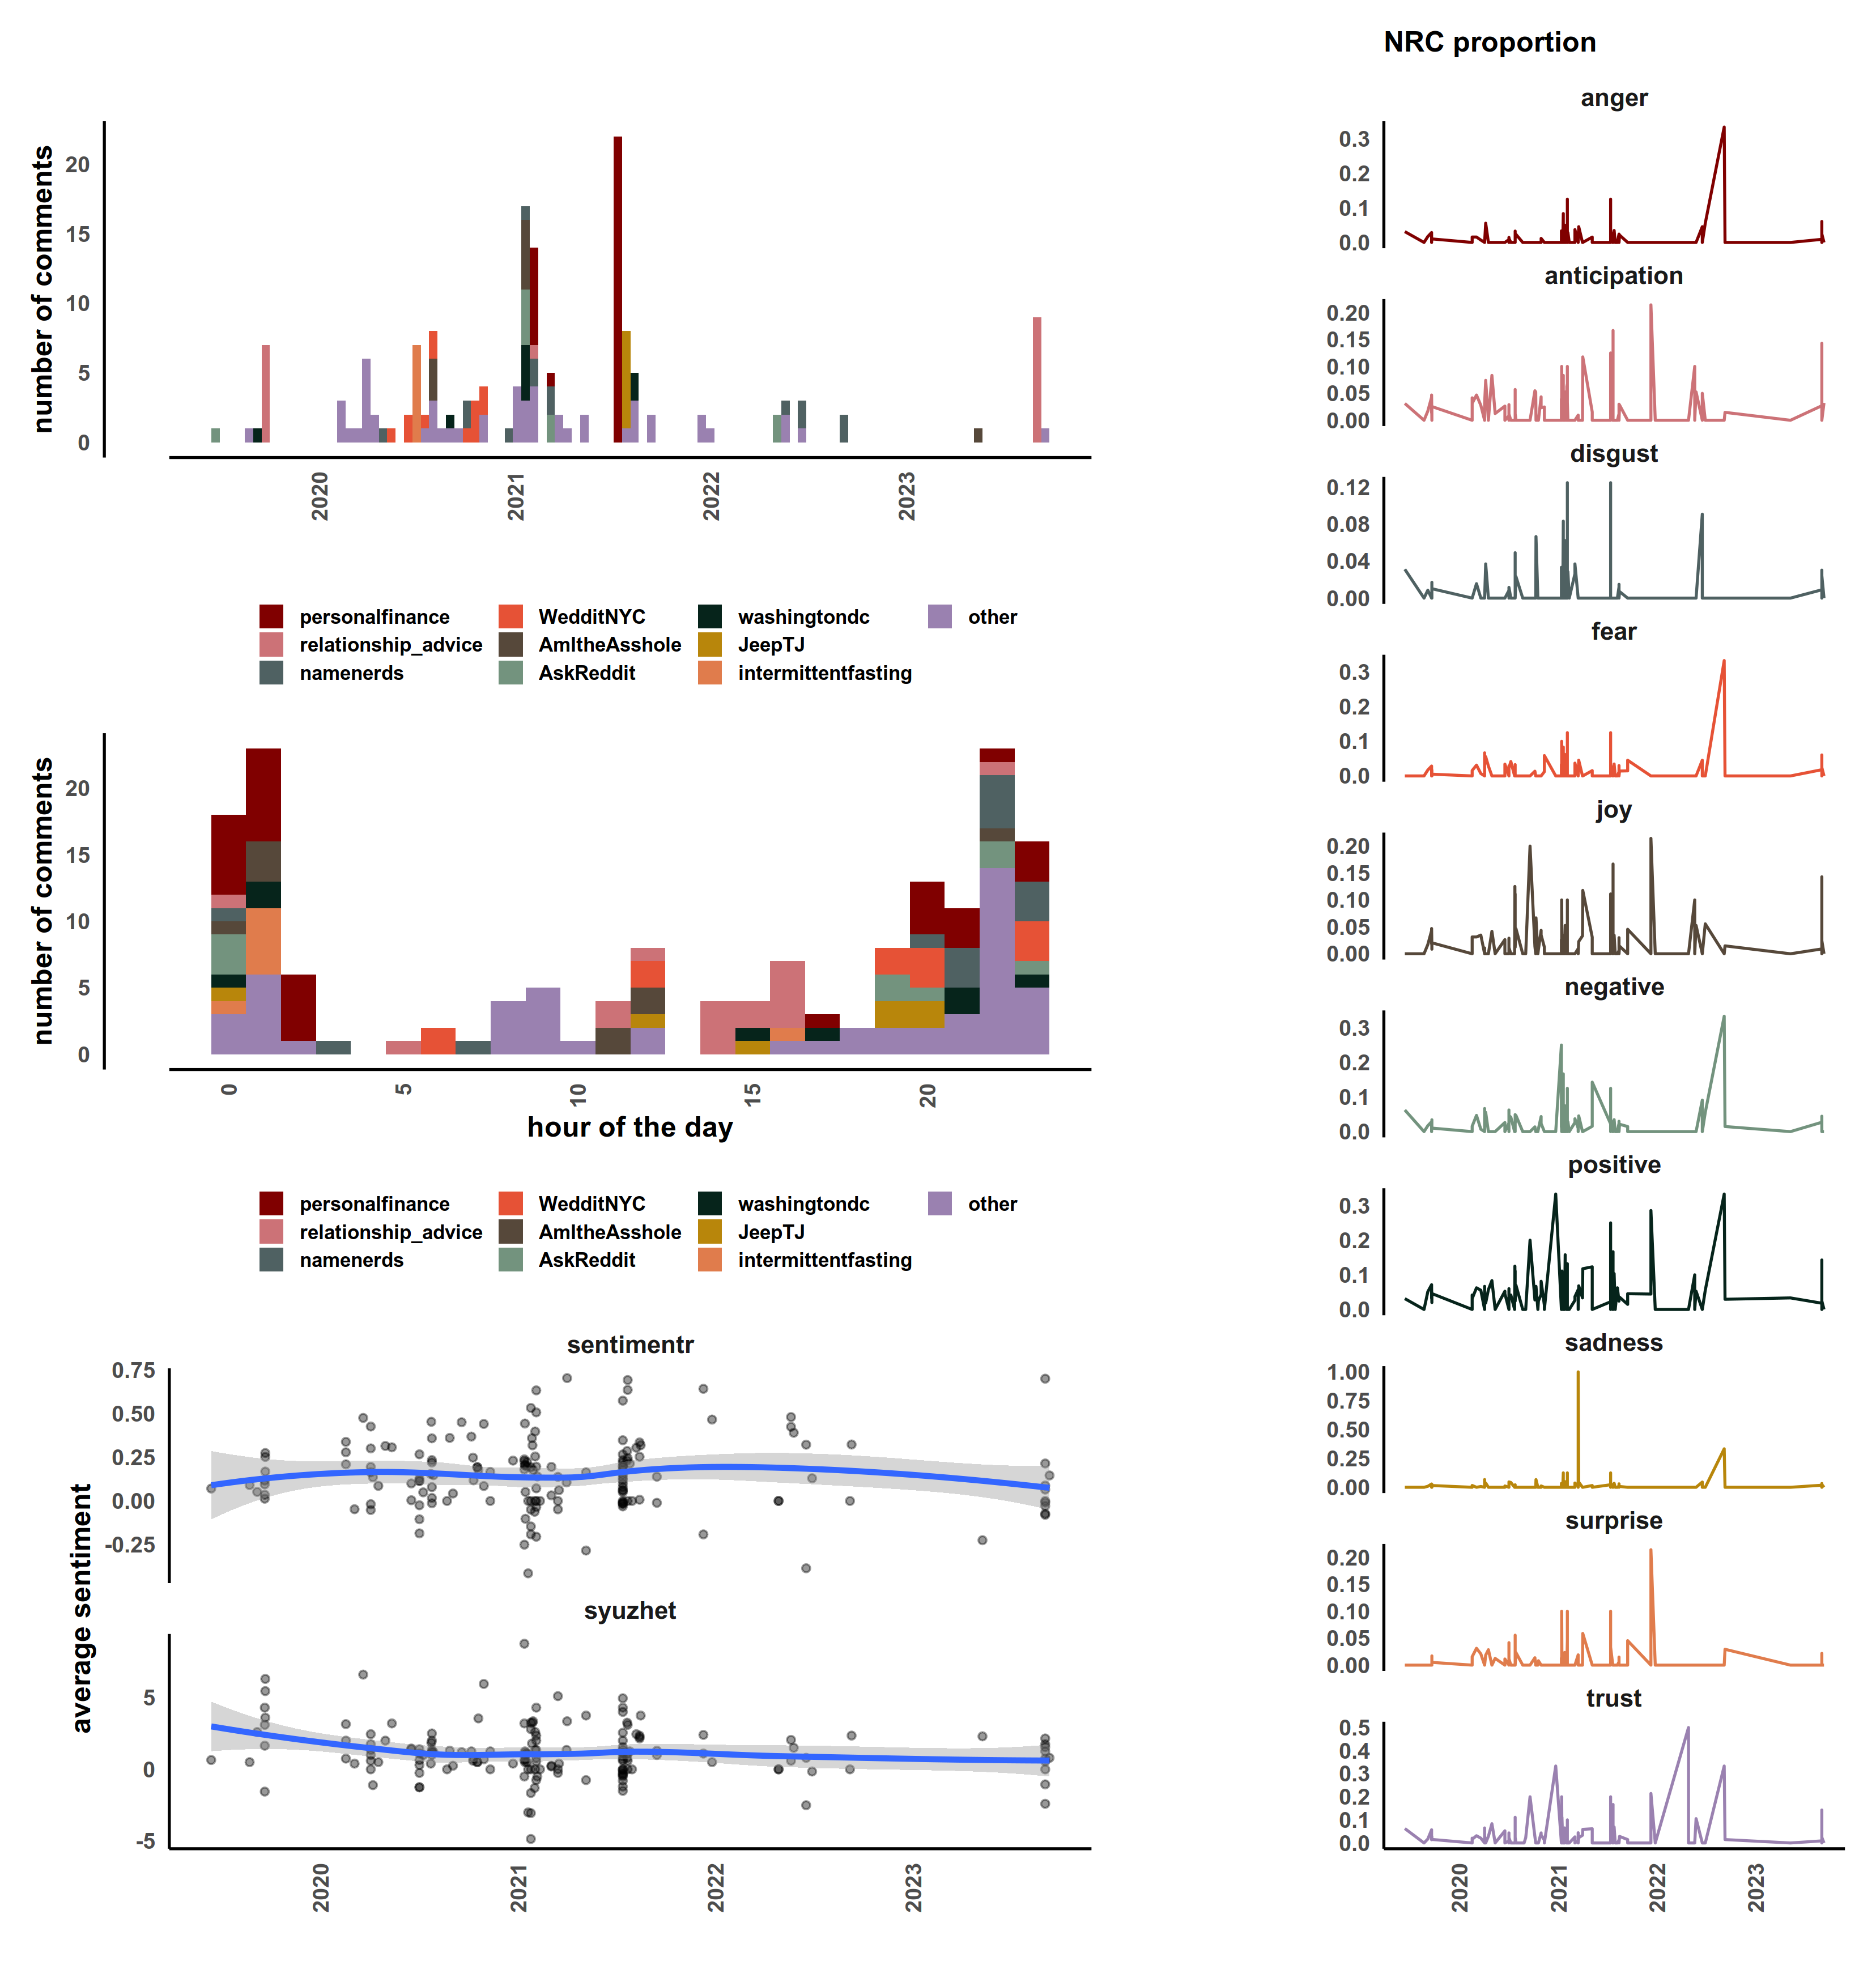 number of comments
20
15
10
5
0
2020
2021
2022
2023
personalfinance
WedditNYC
washingtondc
other
relationship_advice
AmItheAsshole
JeepTJ
namenerds
AskReddit
intermittentfasting
number of comments
20
15
10
5
0
0
5
10
15
20
hour of the day
personalfinance
WedditNYC
washingtondc
other
relationship_advice
AmItheAsshole
JeepTJ
namenerds
AskReddit
intermittentfasting
average sentiment
sentimentr
0.75
0.50
0.25
0.00
-0.25
syuzhet
5
0
-5
2020
2021
2022
2023
NRC proportion
anger
0.3
0.2
0.1
0.0
anticipation
0.20
0.15
0.10
0.05
0.00
disgust
0.12
0.08
0.04
0.00
fear
0.3
0.2
0.1
0.0
joy
0.20
0.15
0.10
0.05
0.00
negative
0.3
0.2
0.1
0.0
positive
0.3
0.2
0.1
0.0
sadness
1.00
0.75
0.50
0.25
0.00
surprise
0.20
0.15
0.10
0.05
0.00
trust
0.5
0.4
0.3
0.2
0.1
0.0
2020
2021
2022
2023